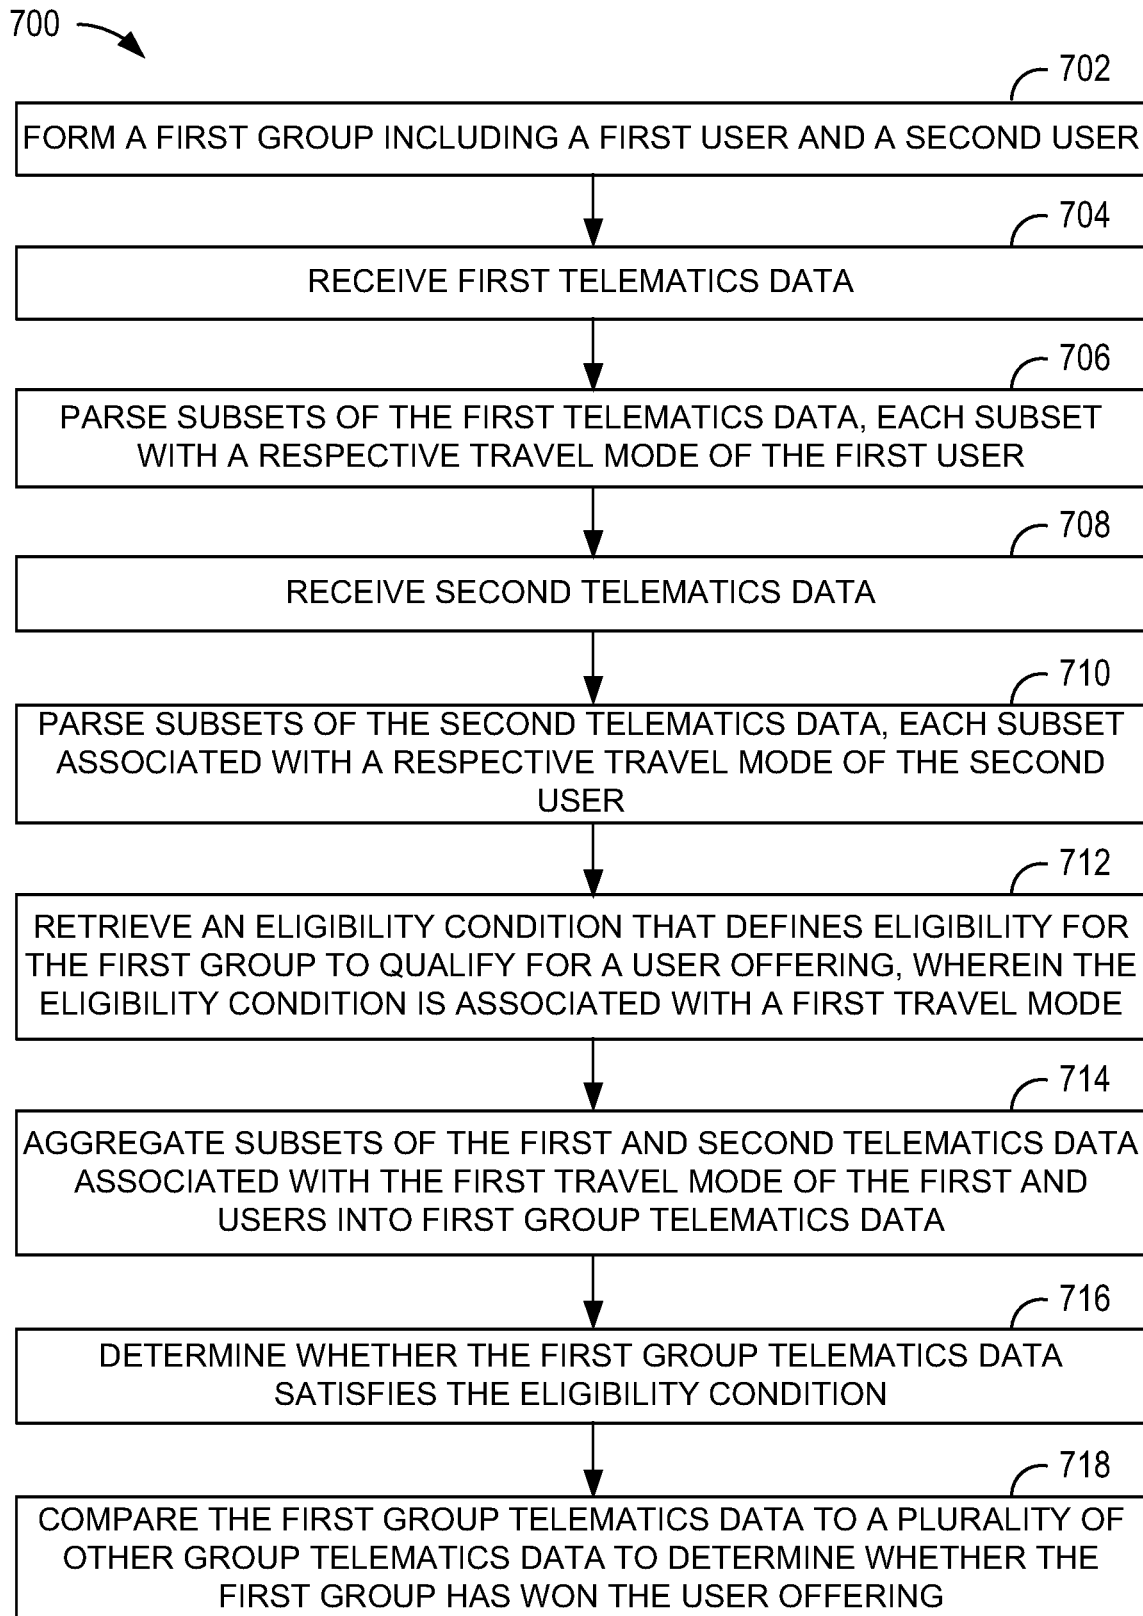 700
702
FORM A FIRST GROUP INCLUDING A FIRST USER AND A SECOND USER
704
RECEIVE FIRST TELEMATICS DATA
706
PARSE SUBSETS OF THE FIRST TELEMATICS DATA, EACH SUBSET
WITH A RESPECTIVE TRAVEL MODE OF THE FIRST USER
708
RECEIVE SECOND TELEMATICS DATA
710
PARSE SUBSETS OF THE SECOND TELEMATICS DATA, EACH SUBSET
ASSOCIATED WITH A RESPECTIVE TRAVEL MODE OF THE SECOND
USER
712
RETRIEVE AN ELIGIBILITY CONDITION THAT DEFINES ELIGIBILITY FOR
THE FIRST GROUP TO QUALIFY FOR A USER OFFERING, WHEREIN THE
ELIGIBILITY CONDITION IS ASSOCIATED WITH A FIRST TRAVEL MODE
714
AGGREGATE SUBSETS OF THE FIRST AND SECOND TELEMATICS DATA
ASSOCIATED WITH THE FIRST TRAVEL MODE OF THE FIRST AND
USERS INTO FIRST GROUP TELEMATICS DATA
716
DETERMINE WHETHER THE FIRST GROUP TELEMATICS DATA
SATISFIES THE ELIGIBILITY CONDITION
718
COMPARE THE FIRST GROUP TELEMATICS DATA TO A PLURALITY OF
OTHER GROUP TELEMATICS DATA TO DETERMINE WHETHER THE
FIRST GROUP HAS WON THE USER OFFERING